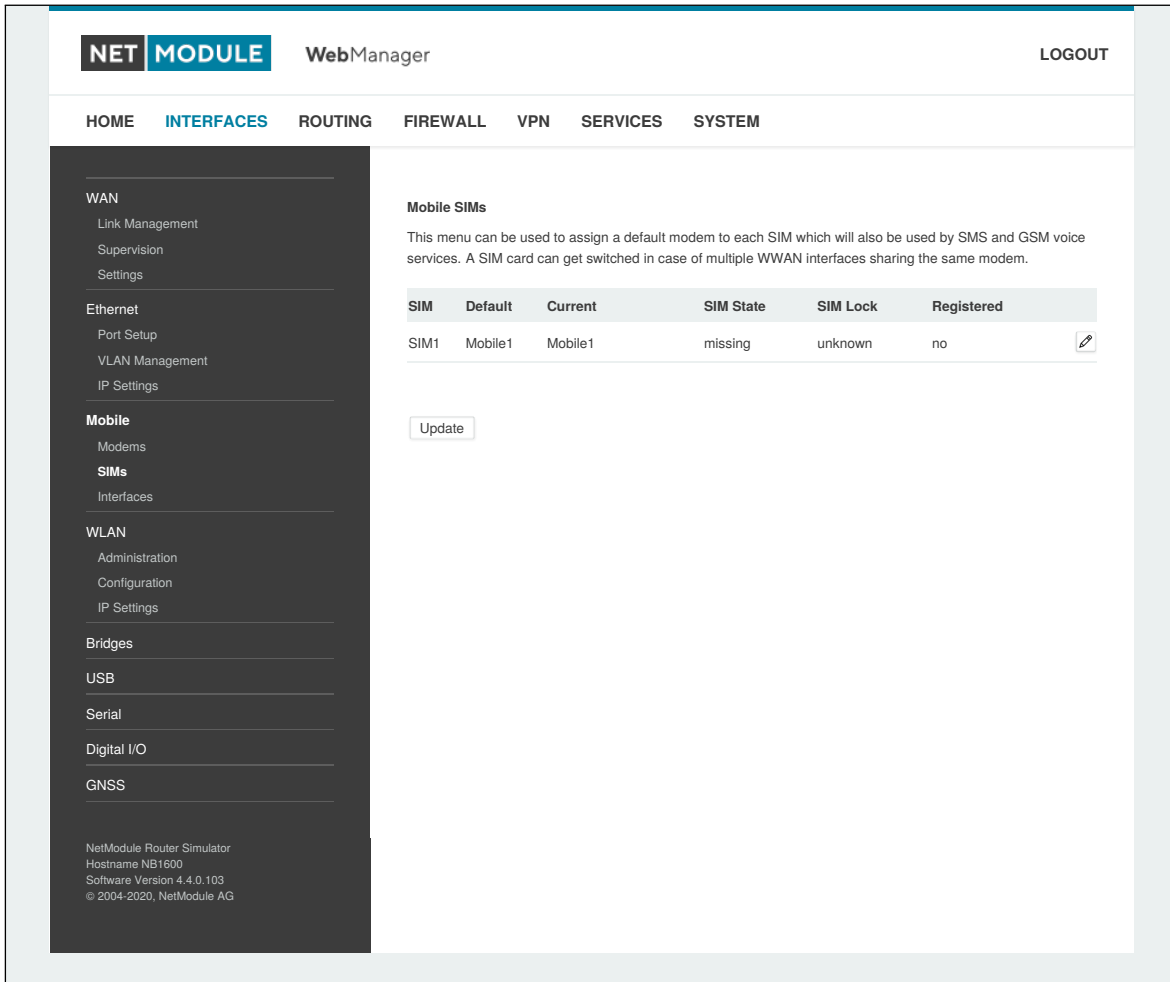 NET MODULE WebManager LOGOUT
HOME INTERFACES ROUTING FIREWALL VPN SERVICES SYSTEM
WAN
Link Management
Supervision
Settings
Ethernet
Port Setup
VLAN Management
IP Settings
Mobile
Modems
SIMs
Interfaces
WLAN
Administration
Configuration
IP Settings
Bridges
USB
Serial
Digital I/O
GNSS
NetModule Router Simulator
Hostname NB1600
Software Version 4.4.0.103
© 2004-2020, NetModule AG
Mobile SIMs
This menu can be used to assign a default modem to each SIM which will also be used by SMS and GSM voice
services. A SIM card can get switched in case of multiple WWAN interfaces sharing the same modem.
SIM Default Current SIM State SIM Lock Registered
SIM1 Mobile1 Mobile1 missing unknown no
Update